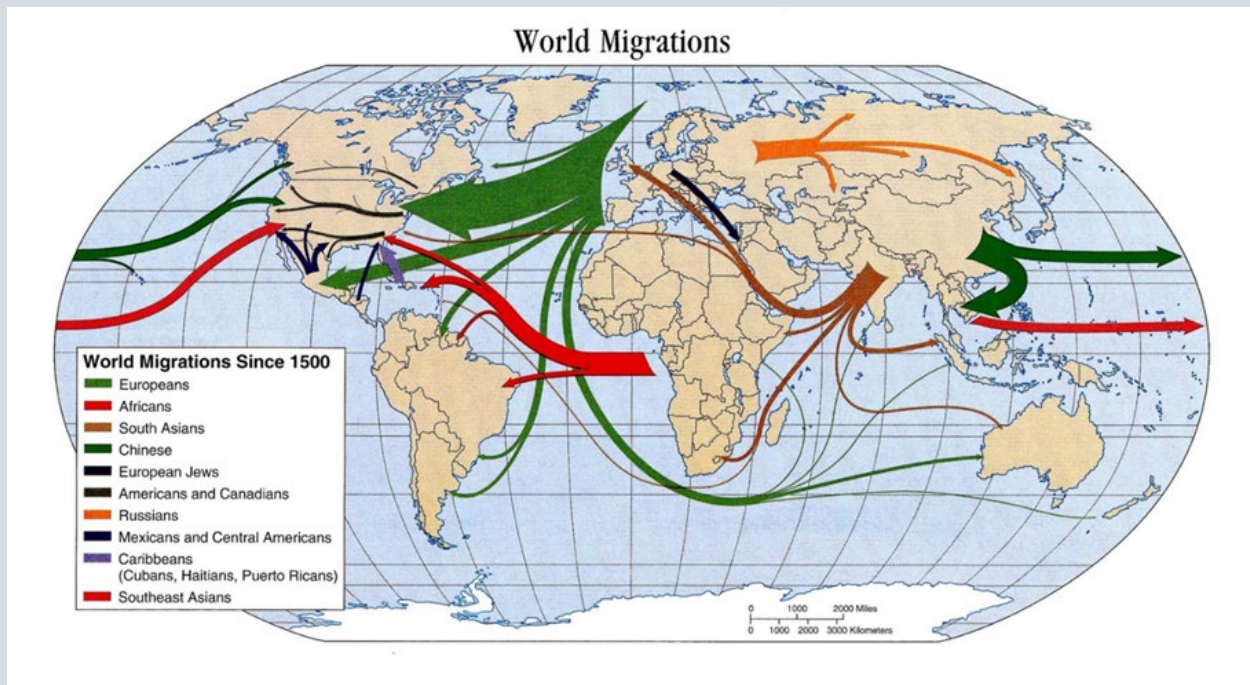 World Migrations
World Migrations Since 1500
Europeans
Africans
South Asians
Chinese
European Jews
Americans and Canadians
Russians
Mexicans and Central Americans
Caribbeans
(Cubans, Haitians, Puerto Ricans)
Southeast Asians
0 1000 2000 Miles
0 1000 2000 3000 Kilometers